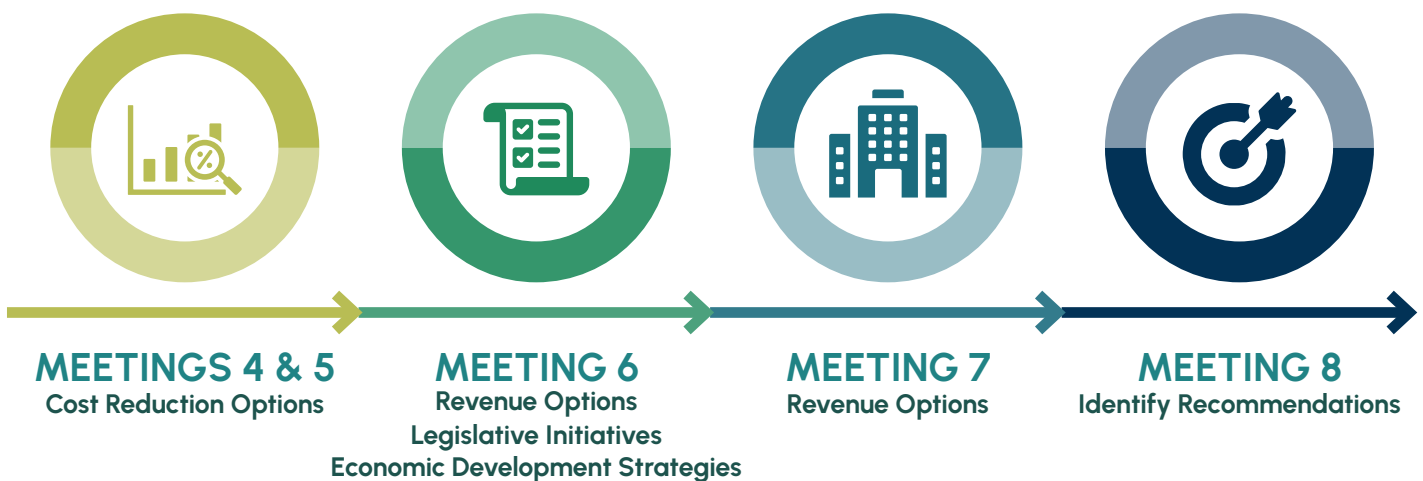 MEETINGS 4 & 5
Cost Reduction Options
MEETING 6
Revenue Options
Legislative Initiatives
Economic Development Strategies
MEETING 7
Revenue Options
MEETING 8
Identify Recommendations